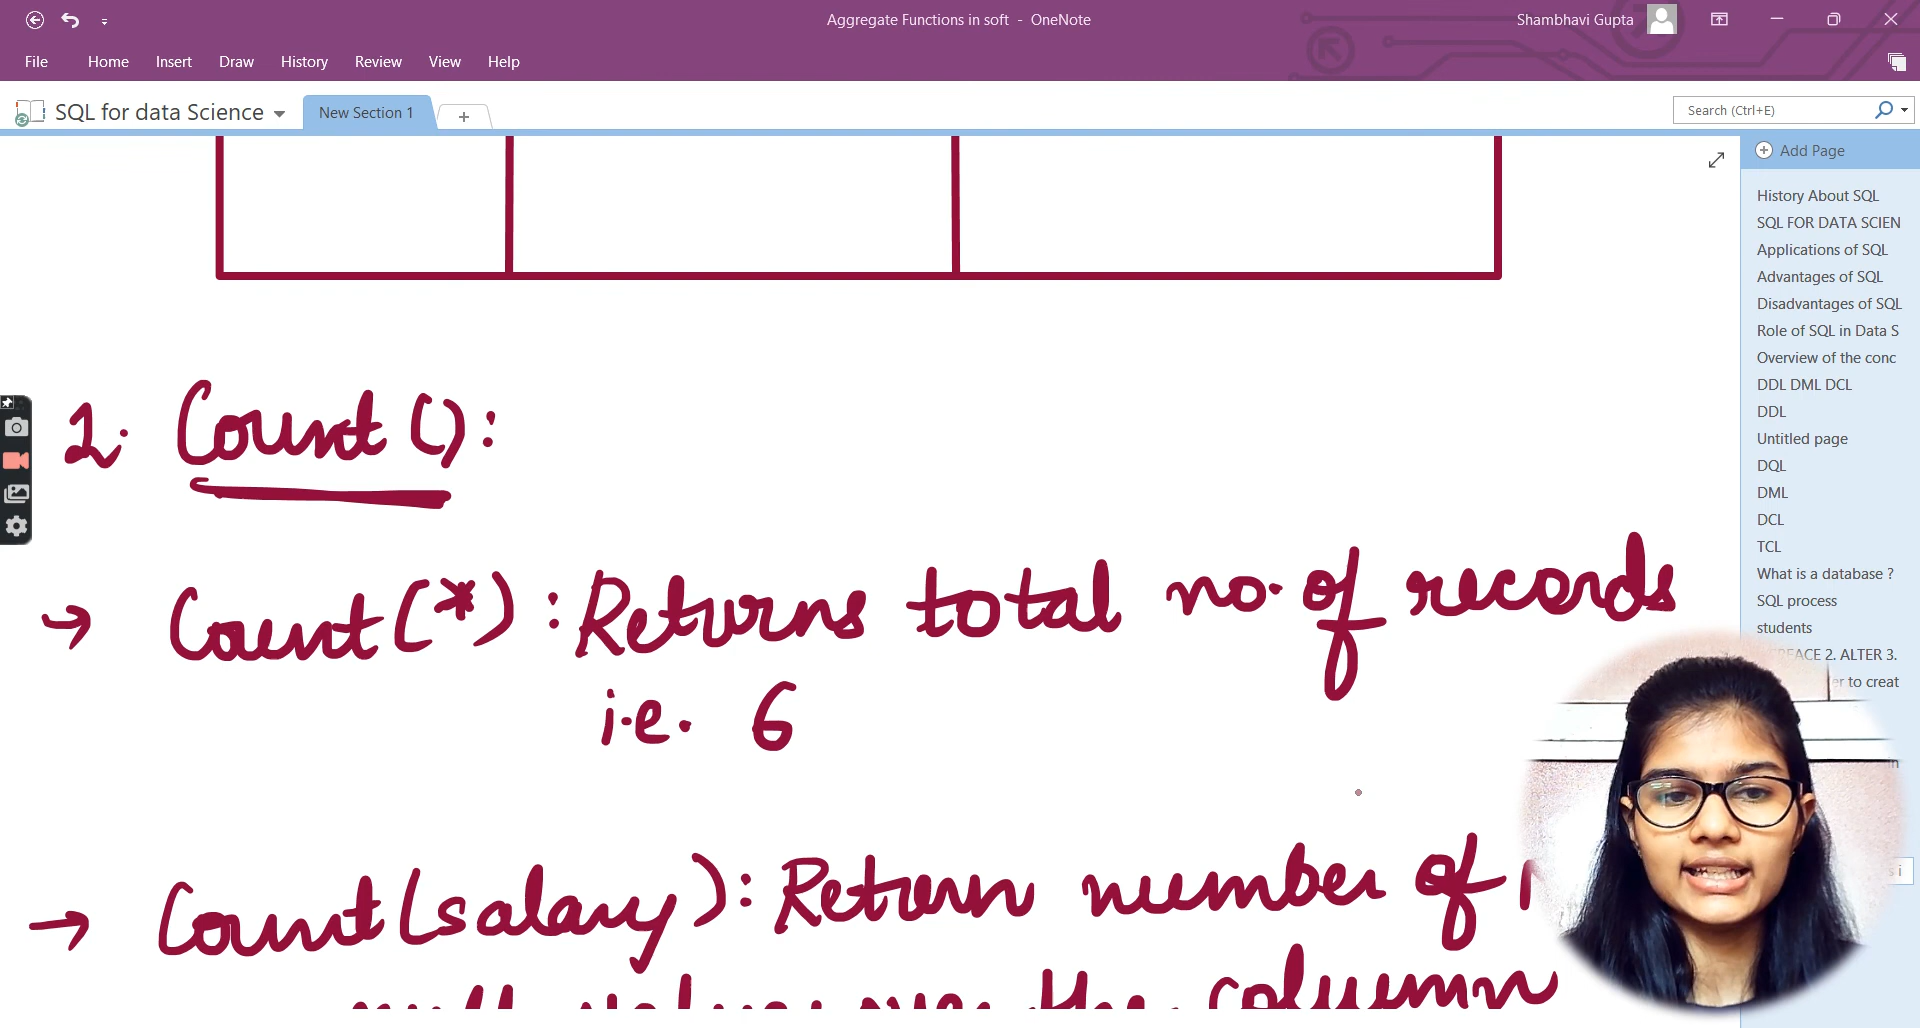 Aggregate Functions in soft - OneNote
Shambhavi Gupta
File Home Insert Draw History Review View Help
SQL for data Science
New Section 1
+
Search (Ctrl+E)
Add Page
History About SQL
SQL FOR DATA SCIEN
Applications of SQL
Advantages of SQL
Disadvantages of SQL
Role of SQL in Data S
Overview of the conc
DDL DML DCL
DDL
Untitled page
DQL
DML
DCL
TCL
What is a database ?
SQL process
students
2. ALTER 3.
to creat
1. Count():
→ Count(*): Returns total no. of records
i.e. 6
→ Count(salary): Return number of
null values over the column